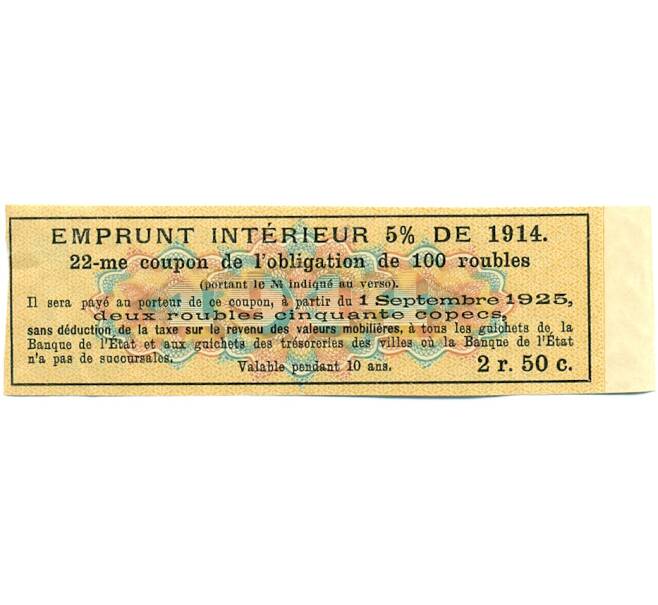 EMPRUNT INTÉRIEUR 5% DE 1914.
22-me coupon de l'obligation de 100 roubles
(portant le № indiqué au verso).
Il sera payé au porteur de ce coupon, à partir du 1 Septembre 1925,
deux roubles cinquante copecs,
sans déduction de la taxe sur le revenu des valeurs mobilières, à tous les guichets de la
Banque de l'État et aux guichets des trésoreries des villes où la Banque de l'État
n'a pas de succursales.
Valable pendant 10 ans.
2 r. 50 c.